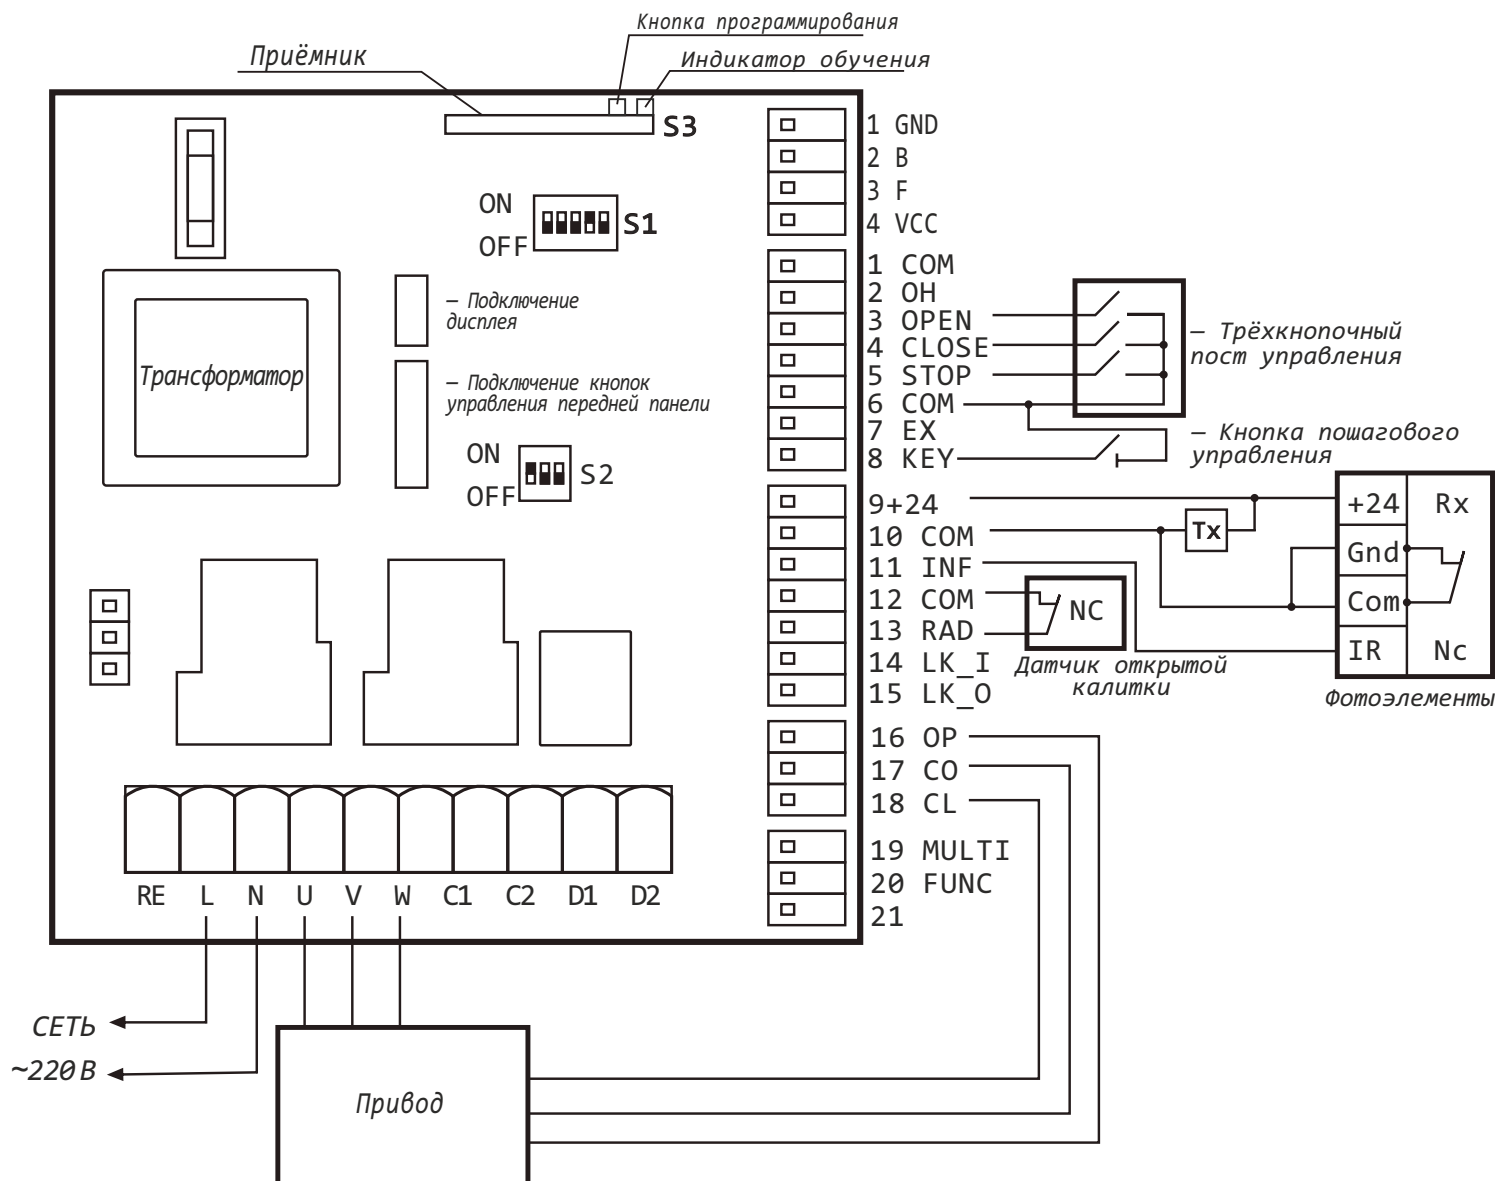 Кнопка программирования
Приёмник
Индикатор обучения
S3
1 GND
2 B
3 F
4 VCC
ON
OFF
S1
1 COM
2 OH
3 OPEN
4 CLOSE
5 STOP
6 COM
7 EX
8 KEY
– Трёхкнопочный
пост управления
– Подключение
дисплея
Трансформатор
– Подключение кнопок
управления передней панели
– Кнопка пошагового
управления
ON
OFF
S2
9+24
10 COM
11 INF
12 COM
13 RAD
14 LK_I
15 LK_O
Tx
+24
Rx
Gnd
Com
IR
Nc
NC
Датчик открытой
калитки
Фотоэлементы
16 OP
17 CO
18 CL
19 MULTI
20 FUNC
21
RE L N U V W C1 C2 D1 D2
СЕТЬ
~220В
Привод